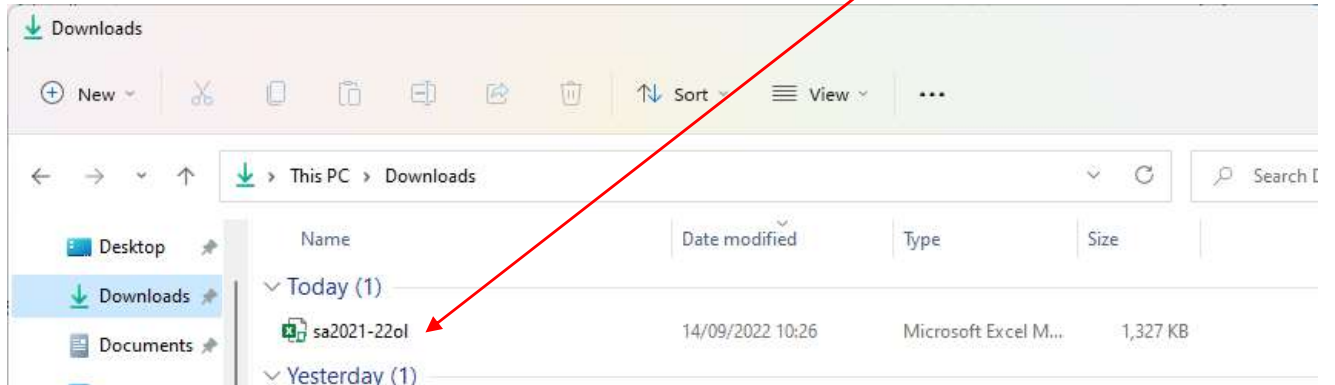 Downloads
New Sort View ...
This PC > Downloads Search
Desktop Name Date modified Type Size
Downloads Today (1)
sa2021-22ol 14/09/2022 10:26 Microsoft Excel M... 1,327 KB
Documents
Yesterday (1)